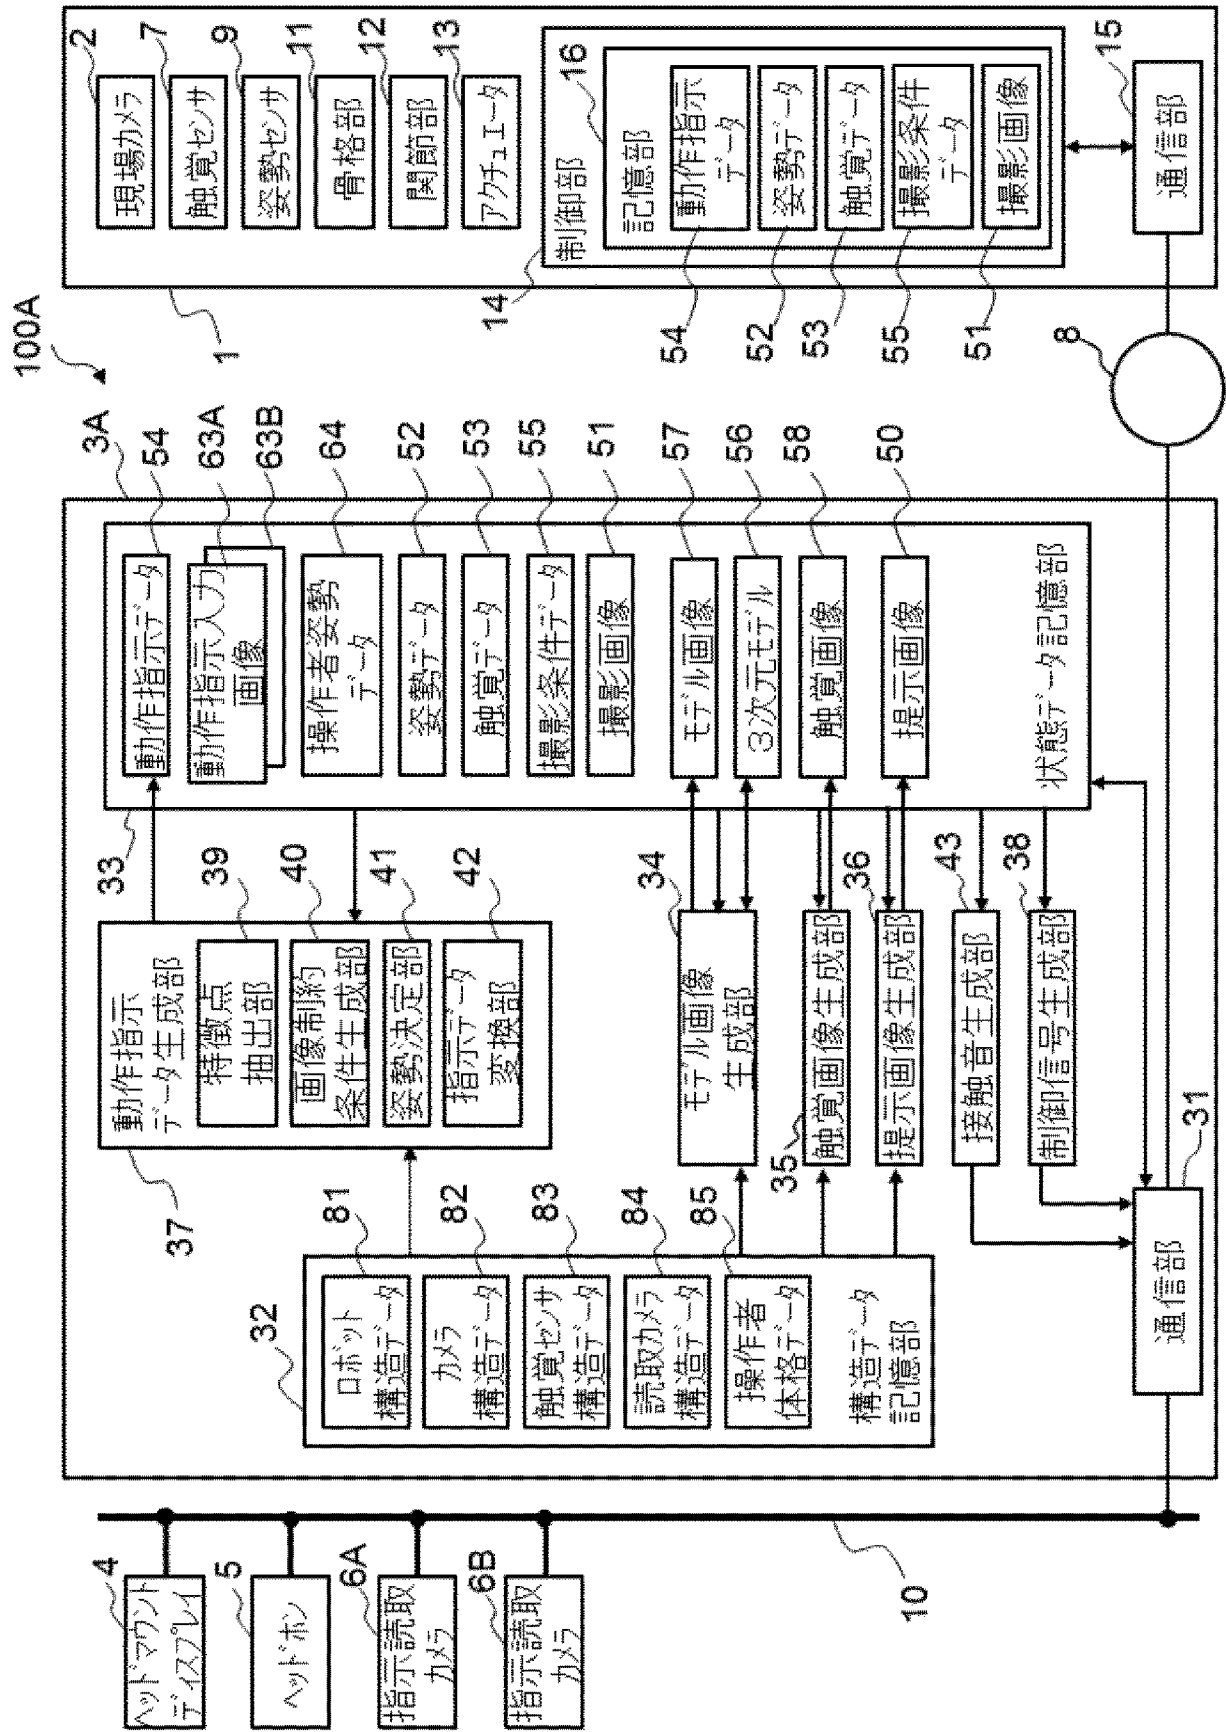 100A
1
2
現場カメラ
7
触覚センサ
9
姿勢センサ
11
骨格部
12
関節部
13
アクチュエータ
14
制御部
16
記憶部
動作指示
データ
54
姿勢データ
52
触覚データ
53
撮影条件
データ
55
撮影画像
51
15
通信部
8
3A
33
54
動作指示データ
63A
63B
動作指示入力
画像
64
操作者姿勢
データ
52
姿勢データ
53
触覚データ
55
撮影条件データ
51
撮影画像
57
モデル画像
56
3次元モデル
58
触覚画像
50
提示画像
状態データ記憶部
37
動作指示
データ生成部
39
特徴点
抽出部
40
画像制約
条件生成部
41
姿勢決定部
42
指示データ
変換部
34
モデル画像
生成部
35
触覚画像生成部
36
提示画像生成部
43
接触音生成部
38
制御信号生成部
32
81
ロボット
構造データ
82
カメラ
構造データ
83
触覚センサ
構造データ
84
読取カメラ
構造データ
85
操作者
体格データ
構造データ
記憶部
31
通信部
4
ヘッドマウント
ディスプレイ
5
ヘッドホン
6A
指示読取
カメラ
6B
指示読取
カメラ
10